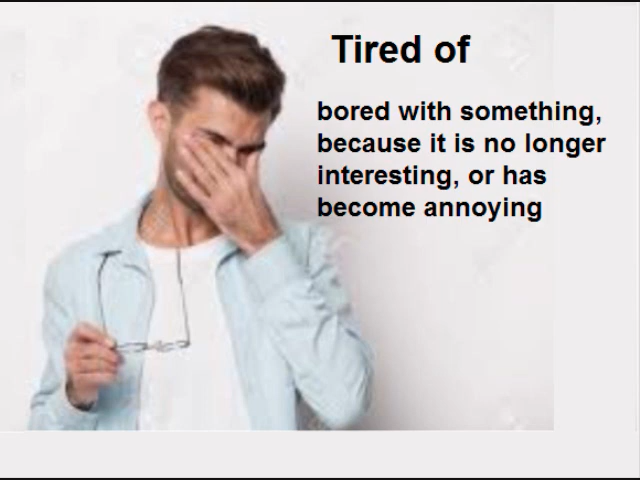 Tired of
bored with something,
because it is no longer
interesting, or has
become annoying